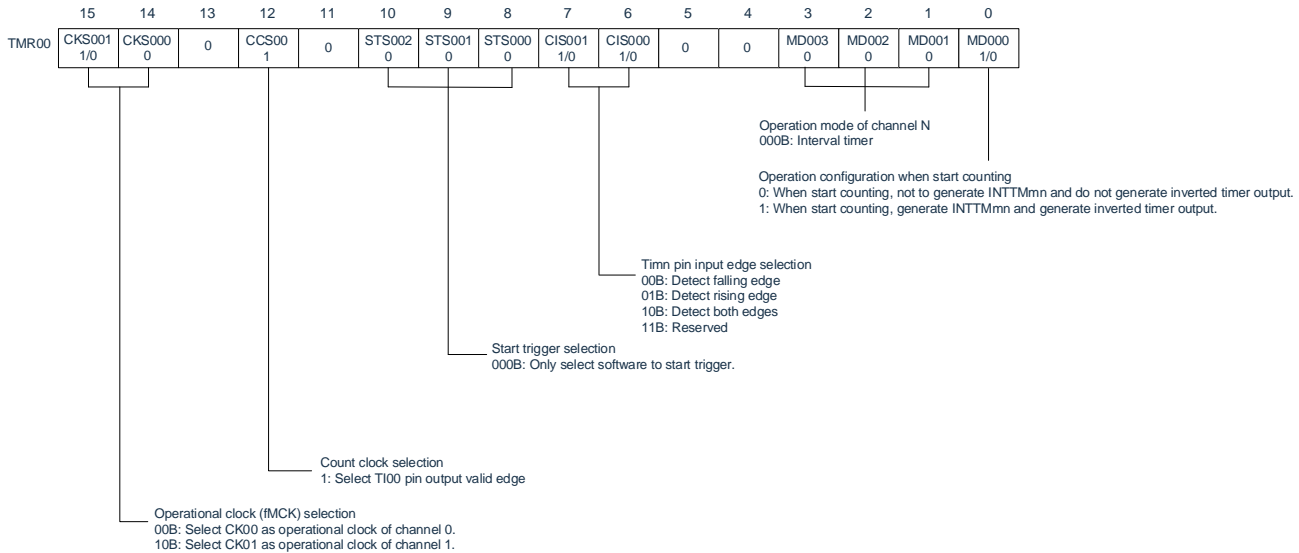 15 14 13 12 11 10 9 8 7 6 5 4 3 2 1 0
TMR00 CKS001 CKS000 0 CCS00 0 STS002 STS001 STS000 CIS001 CIS000 0 0 MD003 MD002 MD001 MD000
1/0 0 1 0 0 0 1/0 1/0 0 0 0 1/0
Operation mode of channel N
000B: Interval timer
Operation configuration when start counting
0: When start counting, not to generate INTTMmn and do not generate inverted timer output.
1: When start counting, generate INTTMmn and generate inverted timer output.
Timn pin input edge selection
00B: Detect falling edge
01B: Detect rising edge
10B: Detect both edges
11B: Reserved
Start trigger selection
000B: Only select software to start trigger.
Count clock selection
1: Select TI00 pin output valid edge
Operational clock (fMCK) selection
00B: Select CK00 as operational clock of channel 0.
10B: Select CK01 as operational clock of channel 1.